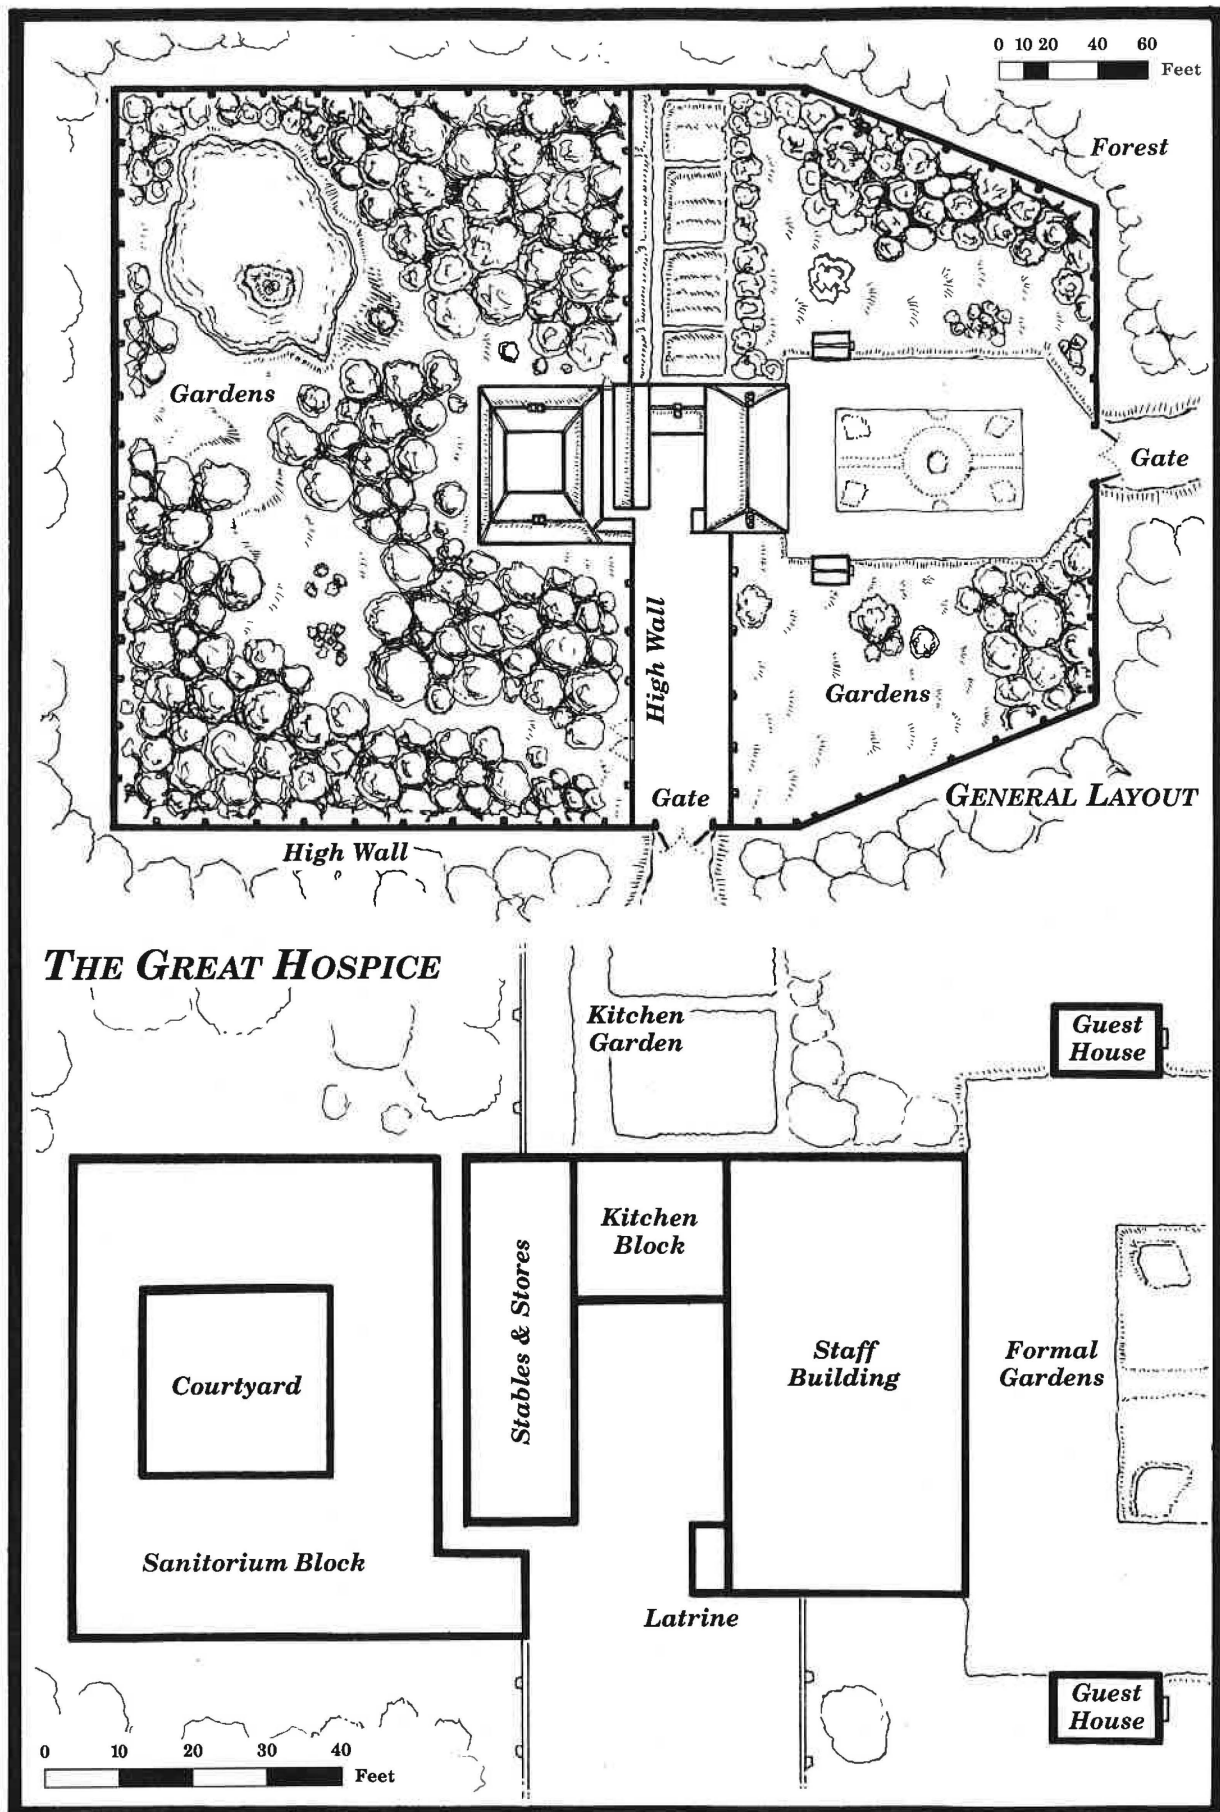 0 10 20 40 60
Feet
Forest
Gardens
Gate
High Wall
Gardens
Gate
GENERAL LAYOUT
High Wall
THE GREAT HOSPICE
Kitchen
Garden
Guest
House
Kitchen
Block
Stables & Stores
Courtyard
Staff
Building
Formal
Gardens
Sanitorium Block
Latrine
Guest
House
0 10 20 30 40
Feet